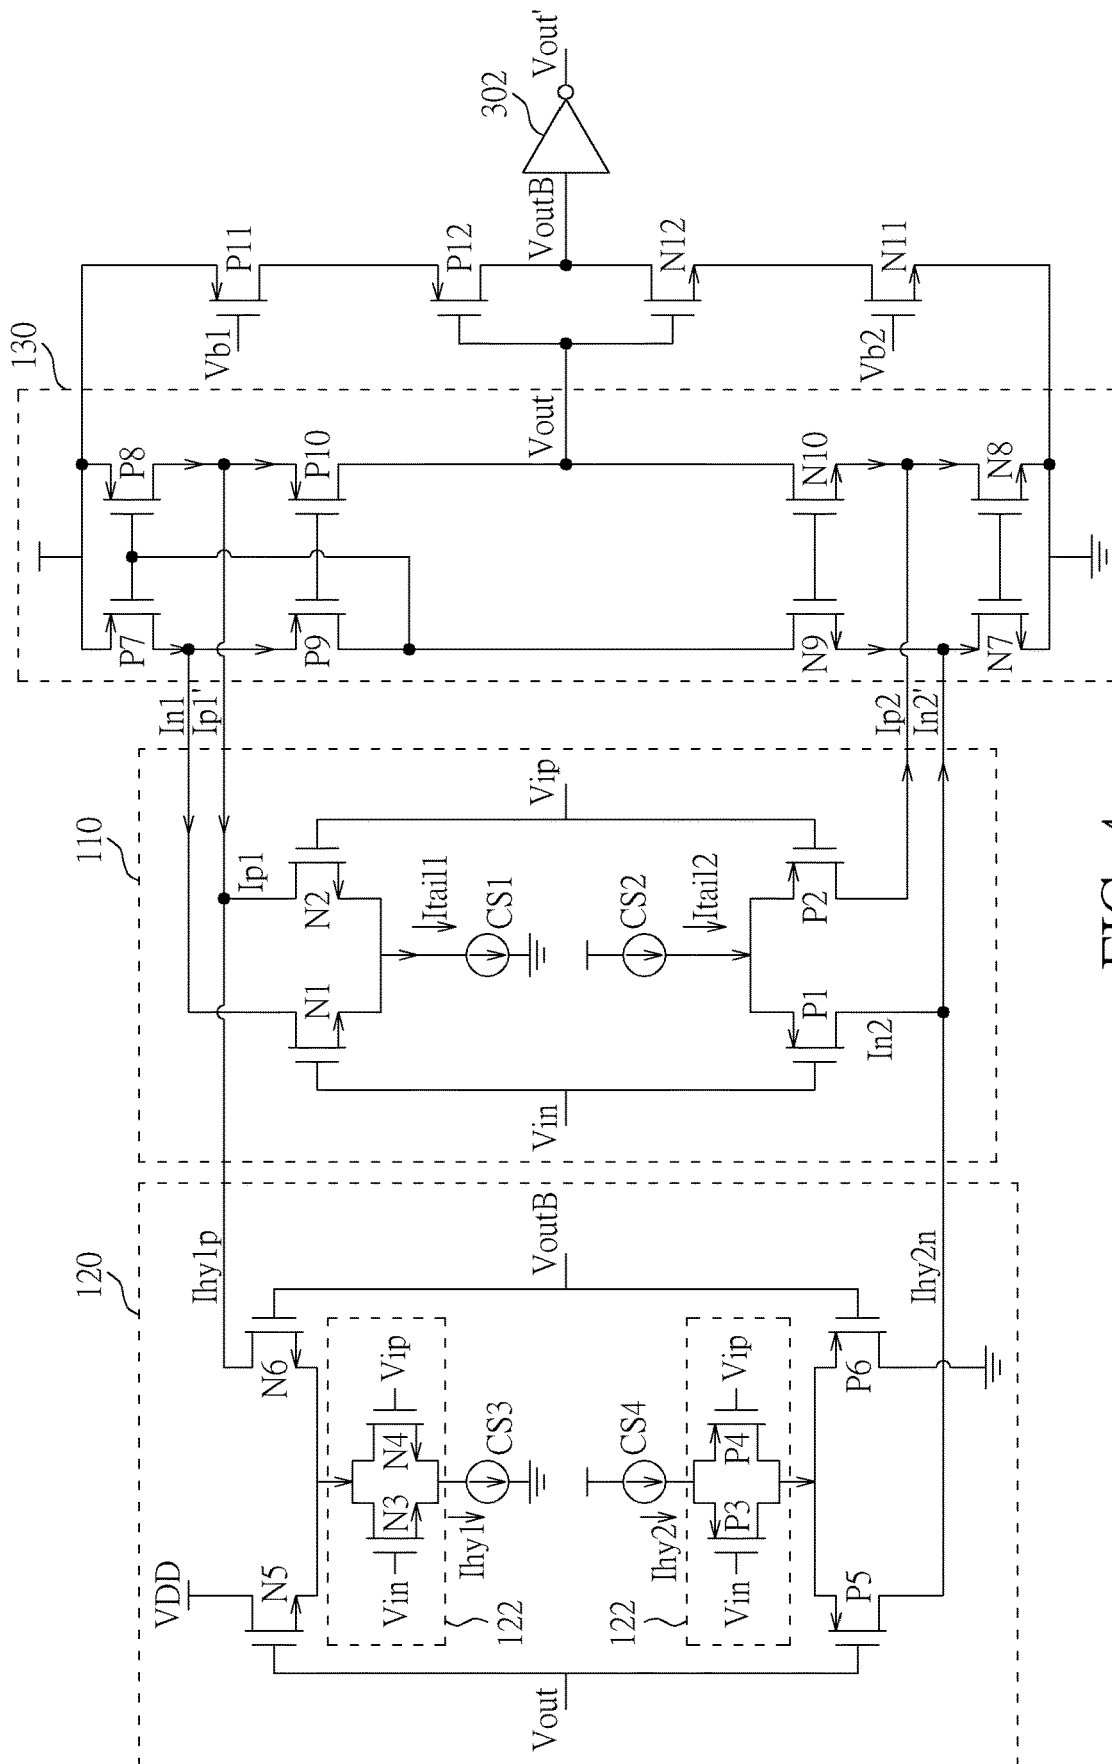 120
VDD
N5
N6
Ihy1p
Vout
VoutB
N3
N4
Vin
Vip
Ihy1
CS3
122
Ihy2
CS4
122
Vin
P3
P4
Vip
P5
P6
Ihy2n
110
Ip1
N1
N2
Itail1
CS1
Vin
Vip
CS2
Itail2
P1
P2
In2
In1
Ip1'
Ip2
In2'
130
P7
P8
P9
P10
Vout
N9
N10
N7
N8
Vb1
P11
P12
VoutB
N12
Vb2
N11
302
Vout'